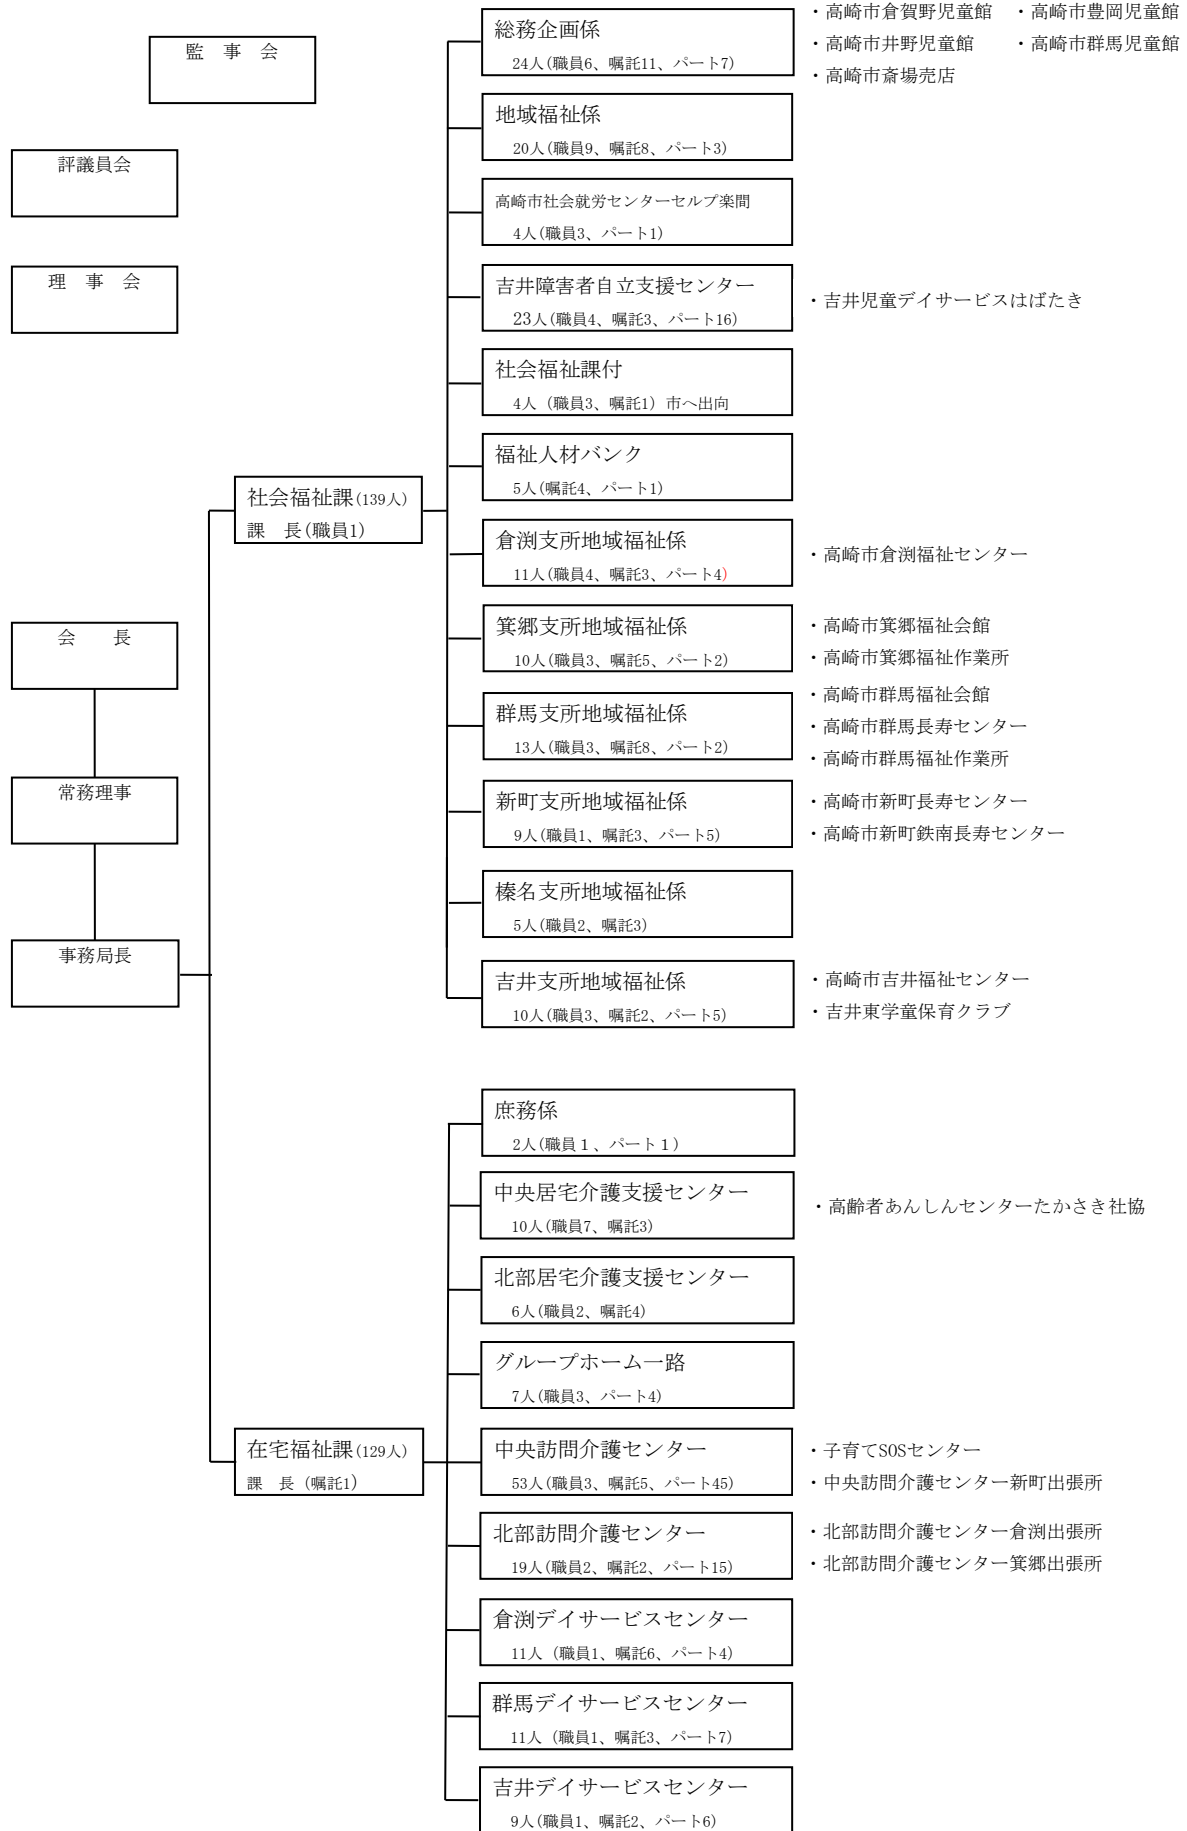 監　事　会
評議員会
理　事　会
会　　長
常務理事
事務局長
社会福祉課(139人)
課　長(職員1)
総務企画係
24人(職員6、嘱託11、パート7)
・高崎市倉賀野児童館　・高崎市豊岡児童館
・高崎市井野児童館　・高崎市群馬児童館
・高崎市斎場売店
地域福祉係
20人(職員9、嘱託8、パート3)
高崎市社会就労センターセルプ楽間
4人(職員3、パート1)
吉井障害者自立支援センター
23人(職員4、嘱託3、パート16)
・吉井児童デイサービスはばたき
社会福祉課付
4人（職員3、嘱託1）市へ出向
福祉人材バンク
5人(嘱託4、パート1)
倉渕支所地域福祉係
11人(職員4、嘱託3、パート4)
・高崎市倉渕福祉センター
箕郷支所地域福祉係
10人(職員3、嘱託5、パート2)
・高崎市箕郷福祉会館
・高崎市箕郷福祉作業所
群馬支所地域福祉係
13人(職員3、嘱託8、パート2)
・高崎市群馬福祉会館
・高崎市群馬長寿センター
・高崎市群馬福祉作業所
新町支所地域福祉係
9人(職員1、嘱託3、パート5)
・高崎市新町長寿センター
・高崎市新町鉄南長寿センター
榛名支所地域福祉係
5人(職員2、嘱託3)
吉井支所地域福祉係
10人(職員3、嘱託2、パート5)
・高崎市吉井福祉センター
・吉井東学童保育クラブ
在宅福祉課(129人)
課　長（嘱託1)
庶務係
2人(職員１、パート１)
中央居宅介護支援センター
10人(職員7、嘱託3)
・高齢者あんしんセンターたかさき社協
北部居宅介護支援センター
6人(職員2、嘱託4)
グループホーム一路
7人(職員3、パート4)
中央訪問介護センター
53人(職員3、嘱託5、パート45)
・子育てSOSセンター
・中央訪問介護センター新町出張所
北部訪問介護センター
19人(職員2、嘱託2、パート15)
・北部訪問介護センター倉渕出張所
・北部訪問介護センター箕郷出張所
倉渕デイサービスセンター
11人（職員1、嘱託6、パート4)
群馬デイサービスセンター
11人（職員1、嘱託3、パート7)
吉井デイサービスセンター
9人(職員1、嘱託2、パート6)